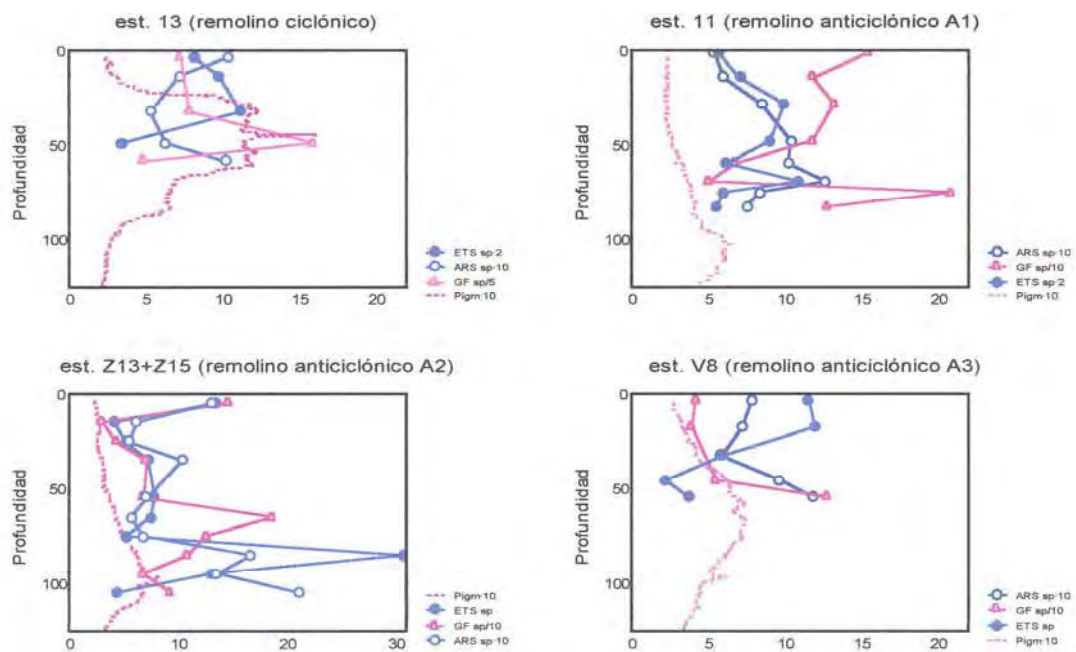 est. 13 (remolino ciclónico)
0
50
100
Profundidad
0 5 10 15 20
ETS sp·2
ARS sp·10
GF sp/5
Pigm·10
est. 11 (remolino anticiclónico A1)
0
50
100
Profundidad
0 5 10 15 20
ARS sp·10
GF sp/10
ETS sp·2
Pigm·10
est. Z13+Z15 (remolino anticiclónico A2)
0
50
100
Profundidad
0 10 20 30
Pigm·10
ETS sp
GF sp/10
ARS sp·10
est. V8 (remolino anticiclónico A3)
0
50
100
Profundidad
0 5 10 15 20
ARS sp·10
GF sp/10
ETS sp
Pigm·10